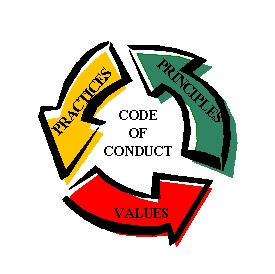 PRACTICES
PRINCIPLES
CODE
OF
CONDUCT
VALUES